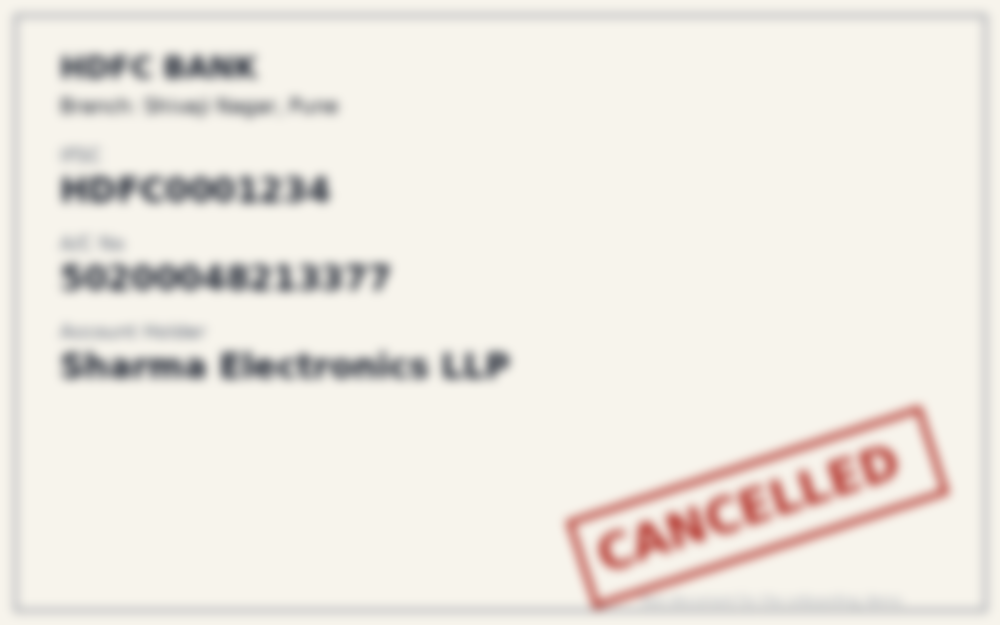 HDFC BANK
Branch: Shivaji Nagar, Pune
IFSC
HDFC0001234
A/C No
50200048213377
Account Holder
Sharma Electronics LLP
CANCELLED